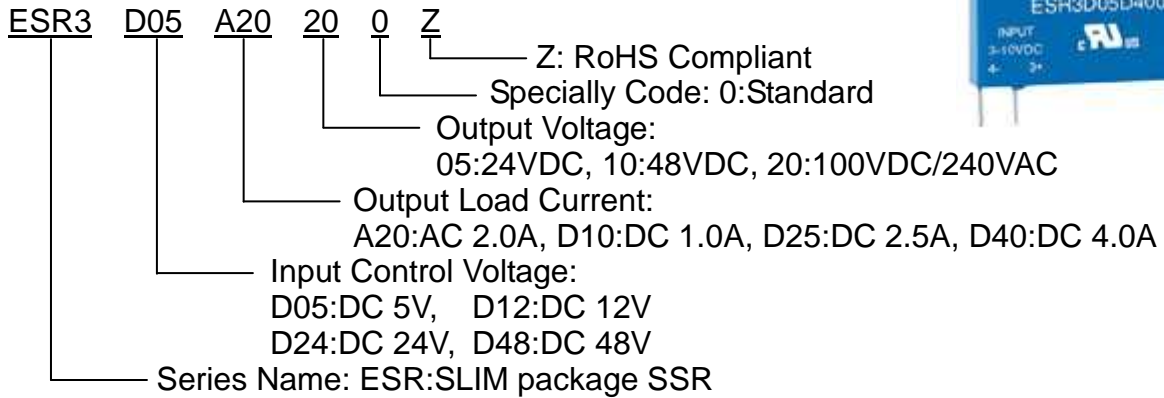 ESR3 D05 A20 20 0 Z
Z: RoHS Compliant
Specially Code: 0:Standard
Output Voltage:
05:24VDC, 10:48VDC, 20:100VDC/240VAC
Output Load Current:
A20:AC 2.0A, D10:DC 1.0A, D25:DC 2.5A, D40:DC 4.0A
Input Control Voltage:
D05:DC 5V, D12:DC 12V
D24:DC 24V, D48:DC 48V
Series Name: ESR:SLIM package SSR
INPUT
3-10VDC